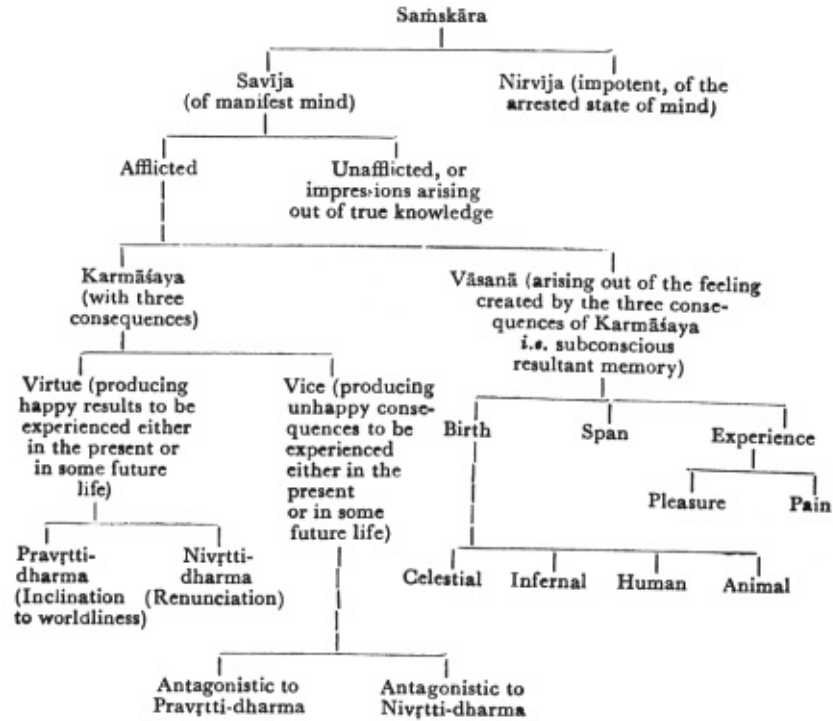 Saṁskāra
Savīja
(of manifest mind)
Nirvīja (impotent, of the
arrested state of mind)
Afflicted
Unafflicted, or
impres›ions arising
out of true knowledge
Karmāśaya
(with three
consequences)
Vāsanā (arising out of the feeling
created by the three conse-
quences of Karmāśaya
i.e. subconscious
resultant memory)
Virtue (producing
happy results to be
experienced either
in the present or
in some future
life)
Vice (producing
unhappy conse-
quences to be
experienced
either in the
present
or in some
future life)
Birth
Span
Experience
Pleasure
Pain
Pravṛtti-
dharma
(Inclination
to worldliness)
Nivṛtti-
dharma
(Renunciation)
Celestial
Infernal
Human
Animal
Antagonistic to
Pravṛtti-dharma
Antagonistic to
Nivṛtti-dharma